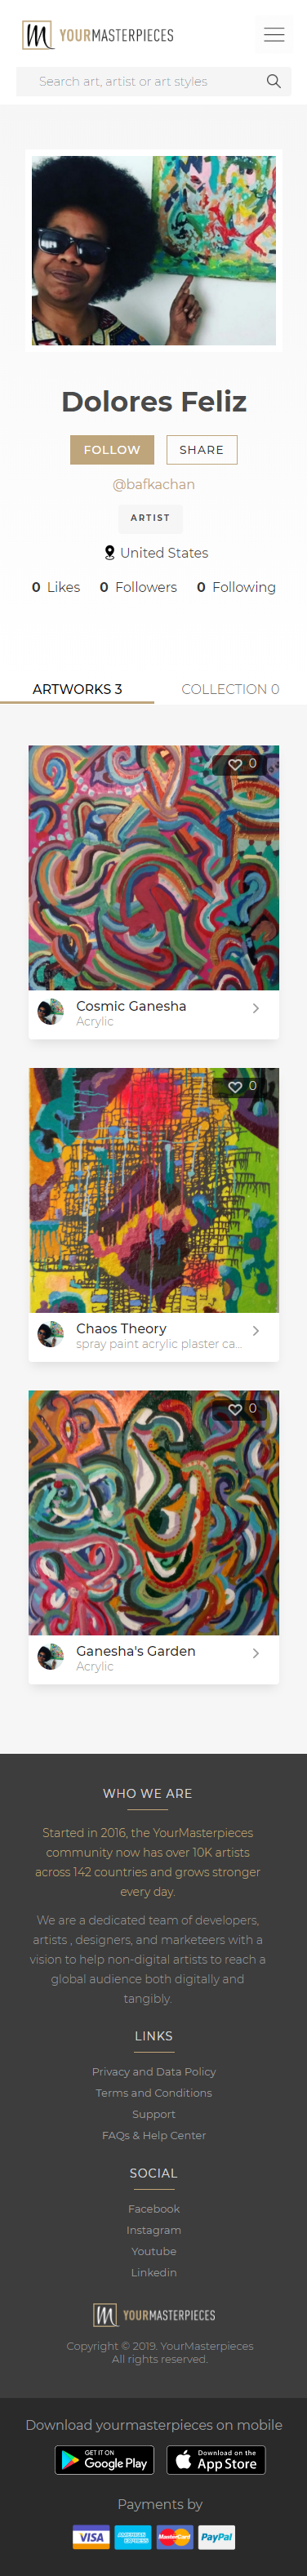 YOURMASTERPIECES
Search art, artist or art styles
Dolores Feliz
FOLLOW
SHARE
@bafkachan
ARTIST
United States
0 Likes 0 Followers 0 Following
ARTWORKS 3
COLLECTION 0
0
Cosmic Ganesha
Acrylic
0
Chaos Theory
spray paint acrylic plaster ca...
0
Ganesha's Garden
Acrylic
WHO WE ARE
Started in 2016, the YourMasterpieces
community now has over 10K artists
across 142 countries and grows stronger
every day.
We are a dedicated team of developers,
artists , designers, and marketeers with a
vision to help non-digital artists to reach a
global audience both digitally and
tangibly.
LINKS
Privacy and Data Policy
Terms and Conditions
Support
FAQs & Help Center
SOCIAL
Facebook
Instagram
Youtube
Linkedin
YOURMASTERPIECES
Copyright © 2019. YourMasterpieces
All rights reserved.
Download yourmasterpieces on mobile
GET IT ON
Google Play
Download on the
App Store
Payments by
VISA
AMERICAN EXPRESS
MasterCard
PayPal